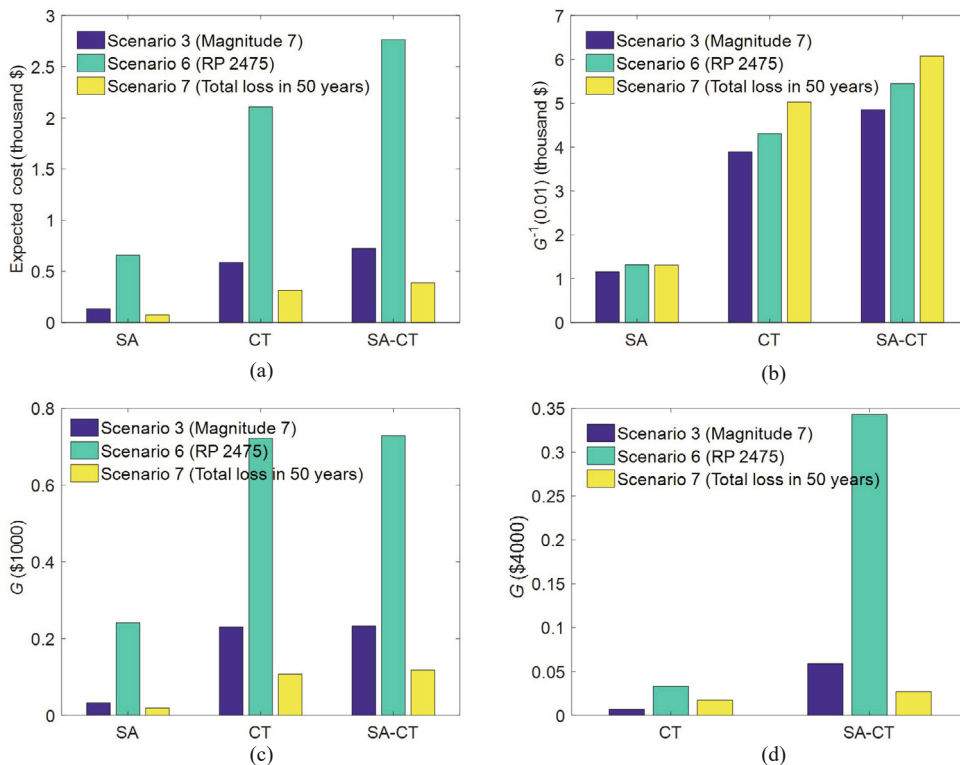 3
2.5
2
1.5
1
0.5
0
Expected cost (thousand $)
Scenario 3 (Magnitude 7)
Scenario 6 (RP 2475)
Scenario 7 (Total loss in 50 years)
SA
CT
SA-CT
(a)
7
6
5
4
3
2
1
0
G⁻¹(0.01) (thousand $)
Scenario 3 (Magnitude 7)
Scenario 6 (RP 2475)
Scenario 7 (Total loss in 50 years)
SA
CT
SA-CT
(b)
0.8
0.6
0.4
0.2
0
G ($1000)
Scenario 3 (Magnitude 7)
Scenario 6 (RP 2475)
Scenario 7 (Total loss in 50 years)
SA
CT
SA-CT
(c)
0.35
0.3
0.25
0.2
0.15
0.1
0.05
0
G ($4000)
Scenario 3 (Magnitude 7)
Scenario 6 (RP 2475)
Scenario 7 (Total loss in 50 years)
CT
SA-CT
(d)